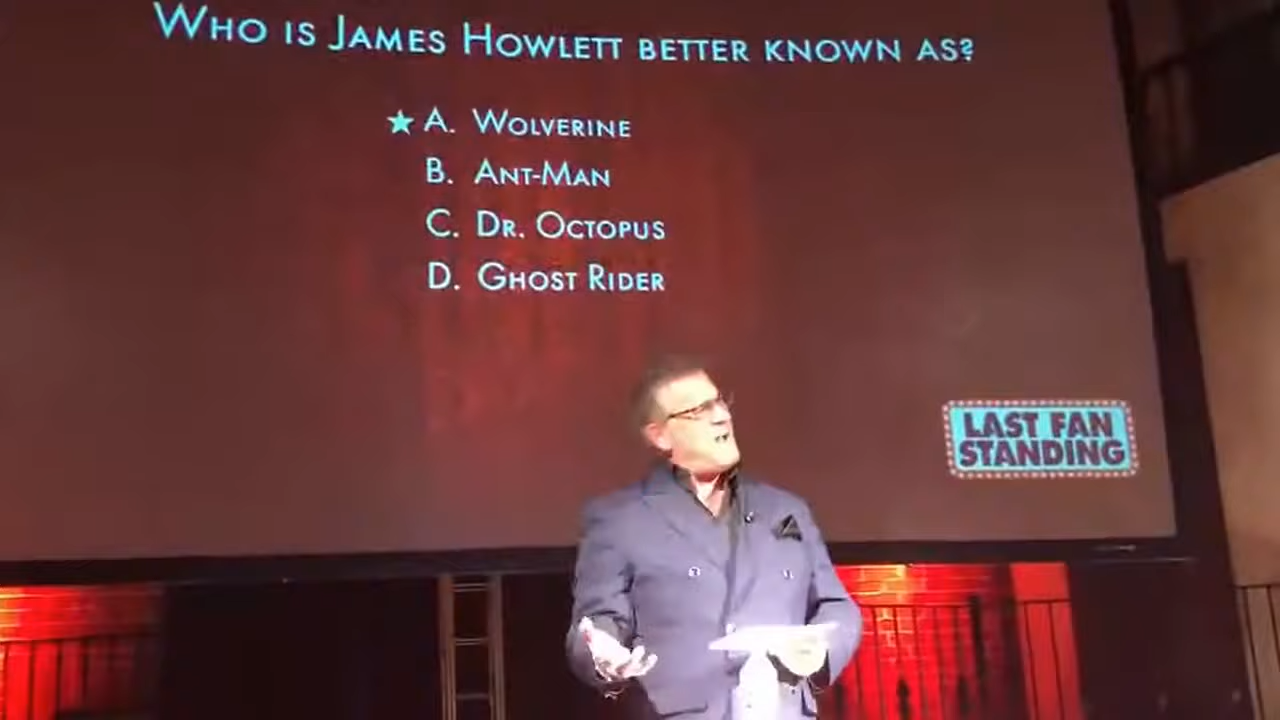 Who is James Howlett better known as?
★ A. Wolverine
B. Ant-Man
C. Dr. Octopus
D. Ghost Rider
LAST FAN
STANDING